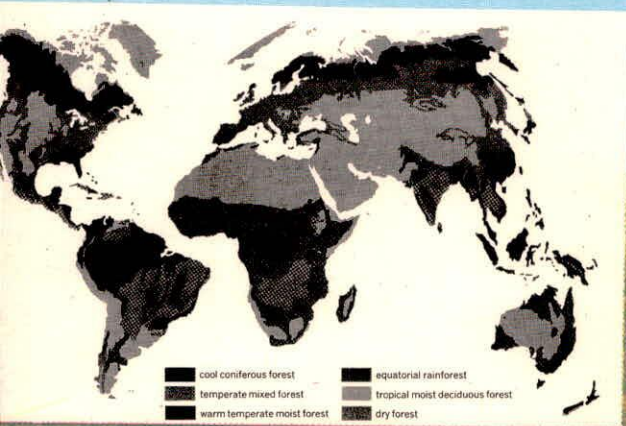 cool coniferous forest
temperate mixed forest
warm temperate moist forest
equatorial rainforest
tropical moist deciduous forest
dry forest